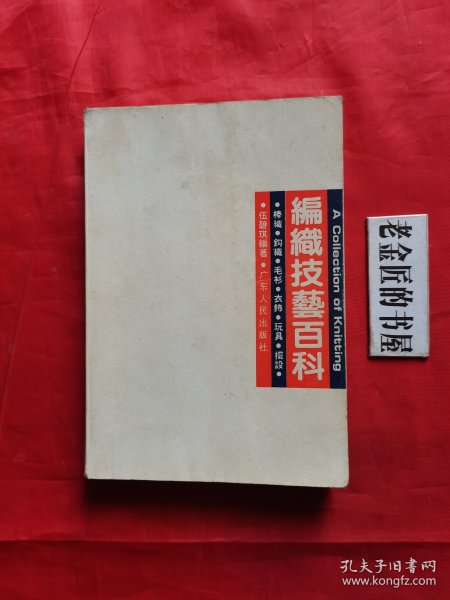 A Collection of Knitting
編織技藝百科
•棒織•鈎織•毛衫•衣飾•玩具•擺設•
•伍碧琪編著•广东人民出版社
老金匠的书屋
孔夫子旧书网
www.kongfz.com